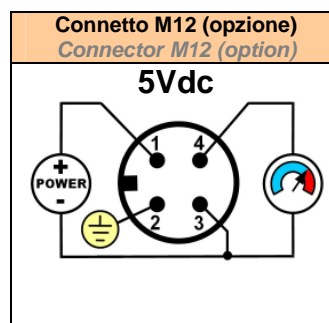 Connetto M12 (opzione)
Connector M12 (option)
5Vdc
1 4
+
POWER
-
2 3